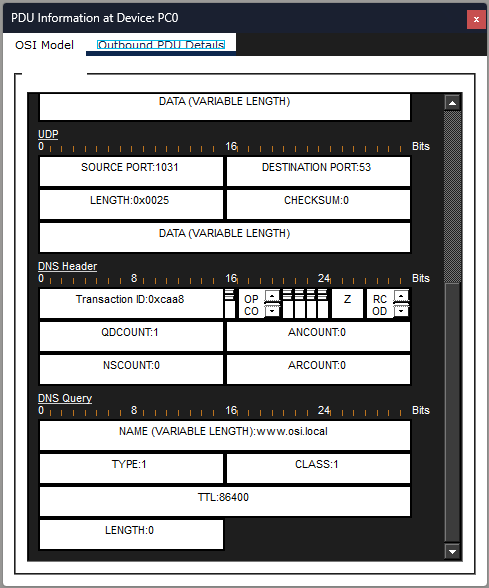 PDU Information at Device: PC0
x
OSI Model Outbound PDU Details
DATA (VARIABLE LENGTH)
UDP
0 16 Bits
SOURCE PORT:1031 DESTINATION PORT:53
LENGTH:0x0025 CHECKSUM:0
DATA (VARIABLE LENGTH)
DNS Header
0 8 16 24 Bits
Transaction ID:0xcaa8 OP CO Z RC OD
QDCOUNT:1 ANCOUNT:0
NSCOUNT:0 ARCOUNT:0
DNS Query
0 8 16 24 Bits
NAME (VARIABLE LENGTH):www.osi.local
TYPE:1 CLASS:1
TTL:86400
LENGTH:0